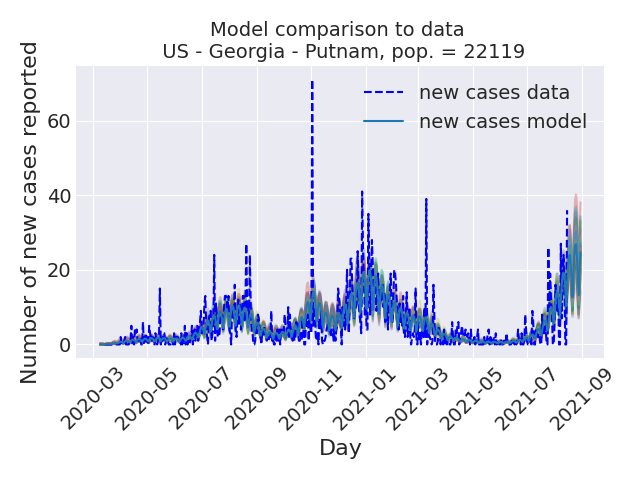 Model comparison to data
US - Georgia - Putnam, pop. = 22119
Number of new cases reported
60
40
20
0
new cases data
new cases model
2020-03
2020-05
2020-07
2020-09
2020-11
2021-01
2021-03
2021-05
2021-07
2021-09
Day